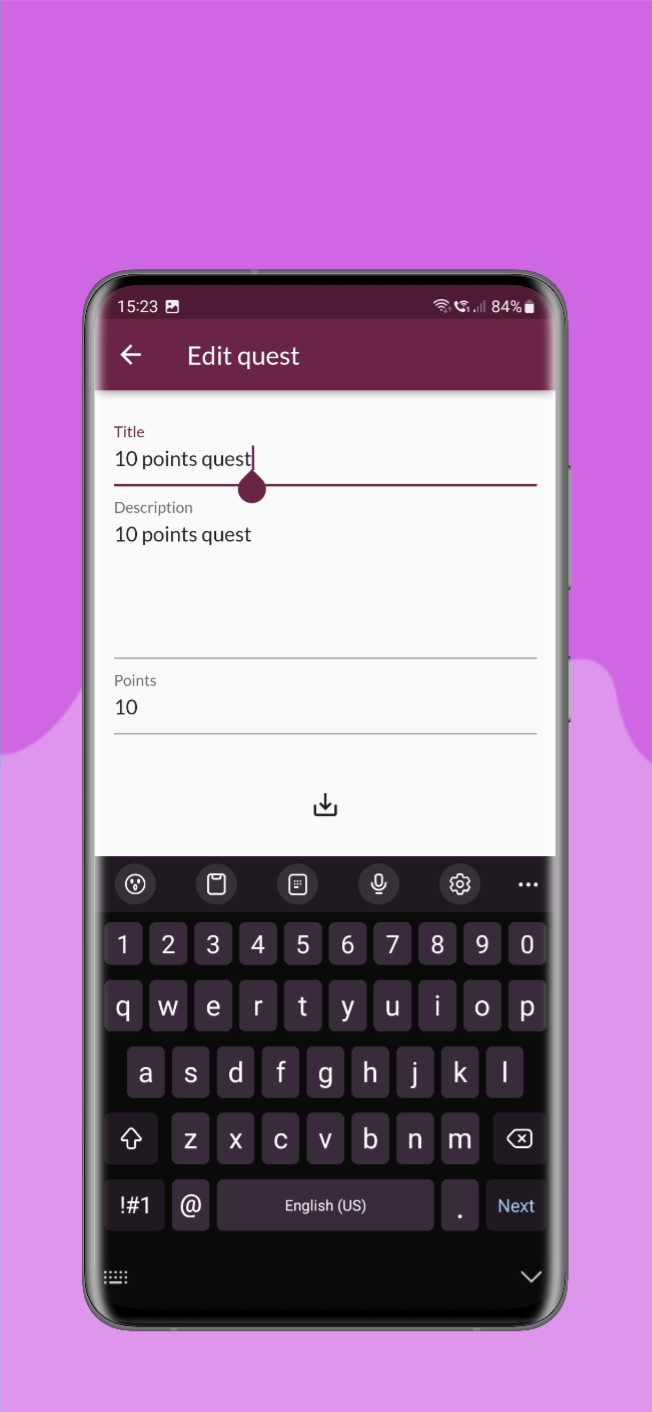 15:23 84%
Edit quest
Title
10 points quest
Description
10 points quest
Points
10
1 2 3 4 5 6 7 8 9 0
q w e r t y u i o p
a s d f g h j k l
z x c v b n m
!#1 @ English (US) . Next